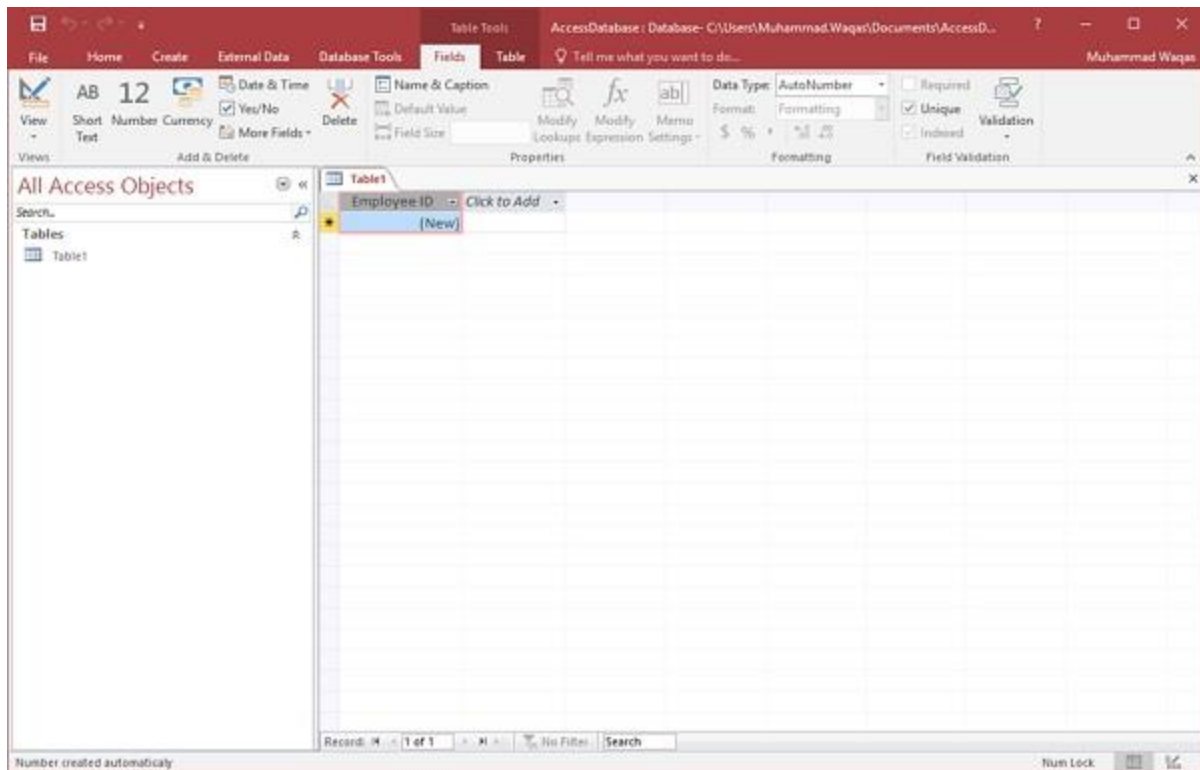 Table Tools AccessDatabase : Database- C:\Users\Muhammad.Waqas\Documents\AccessD... ?
File Home Create External Data Database Tools Fields Table Tell me what you want to do... Muhammad Waqas
View
Views
AB
Short
Text
12
Number
Currency
Date & Time
Yes/No
More Fields
Add & Delete
Delete
Name & Caption
Default Value
Field Size
Modify
Lookups
fx
Modify
Expression
ab
Memo
Settings
Properties
Data Type: AutoNumber
Format: Formatting
$ %
Formatting
Required
Unique
Indexed
Validation
Field Validation
All Access Objects
Search...
Tables
Table1
Table1
Employee ID Click to Add
(New)
Record: 1 of 1 No Filter Search
Number created automaticaly Num Lock